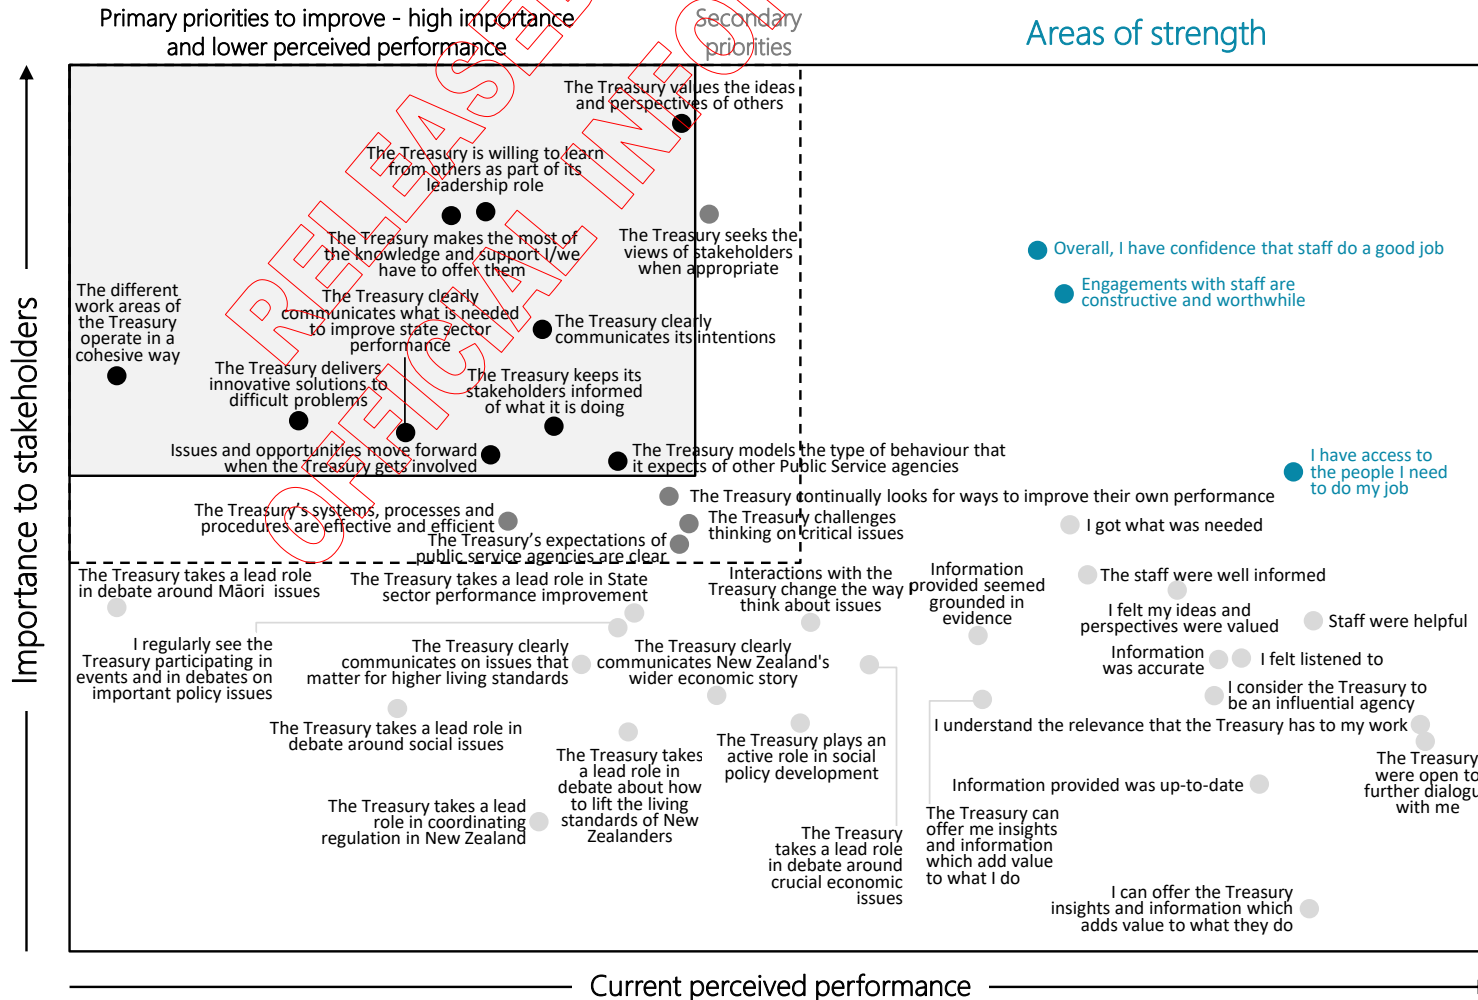 Primary priorities to improve - high importance
and lower perceived performance
Secondary
priorities
Areas of strength
RELEASED
OFFICIAL INFO
Importance to stakeholders
The Treasury values the ideas
and perspectives of others
The Treasury is willing to learn
from others as part of its
leadership role
The Treasury makes the most of
the knowledge and support I/we
have to offer them
The Treasury seeks the
views of stakeholders
when appropriate
Overall, I have confidence that staff do a good job
Engagements with staff are
constructive and worthwhile
The different
work areas of
the Treasury
operate in a
cohesive way
The Treasury clearly
communicates what is needed
to improve state sector
performance
The Treasury clearly
communicates its intentions
The Treasury delivers
innovative solutions to
difficult problems
The Treasury keeps its
stakeholders informed
of what it is doing
Issues and opportunities move forward
when the Treasury gets involved
The Treasury models the type of behaviour that
it expects of other Public Service agencies
I have access to
the people I need
to do my job
The Treasury continually looks for ways to improve their own performance
The Treasury's systems, processes and
procedures are effective and efficient
The Treasury challenges
thinking on critical issues
I got what was needed
The Treasury's expectations of
public service agencies are clear
The Treasury takes a lead role
in debate around Māori issues
The Treasury takes a lead role in State
sector performance improvement
Interactions with the
Treasury change the way I
think about issues
Information
provided seemed
grounded in
evidence
The staff were well informed
I felt my ideas and
perspectives were valued
Staff were helpful
I regularly see the
Treasury participating in
events and in debates on
important policy issues
The Treasury clearly
communicates on issues that
matter for higher living standards
The Treasury clearly
communicates New Zealand's
wider economic story
Information
was accurate
I felt listened to
I consider the Treasury to
be an influential agency
I understand the relevance that the Treasury has to my work
The Treasury takes a lead role in
debate around social issues
The Treasury takes
a lead role in
debate about how
to lift the living
standards of New
Zealanders
The Treasury plays an
active role in social
policy development
The Treasury
were open to
further dialogu
with me
Information provided was up-to-date
The Treasury takes a lead
role in coordinating
regulation in New Zealand
The Treasury
takes a lead role
in debate around
crucial economic
issues
The Treasury can
offer me insights
and information
which add value
to what I do
I can offer the Treasury
insights and information which
adds value to what they do
Current perceived performance